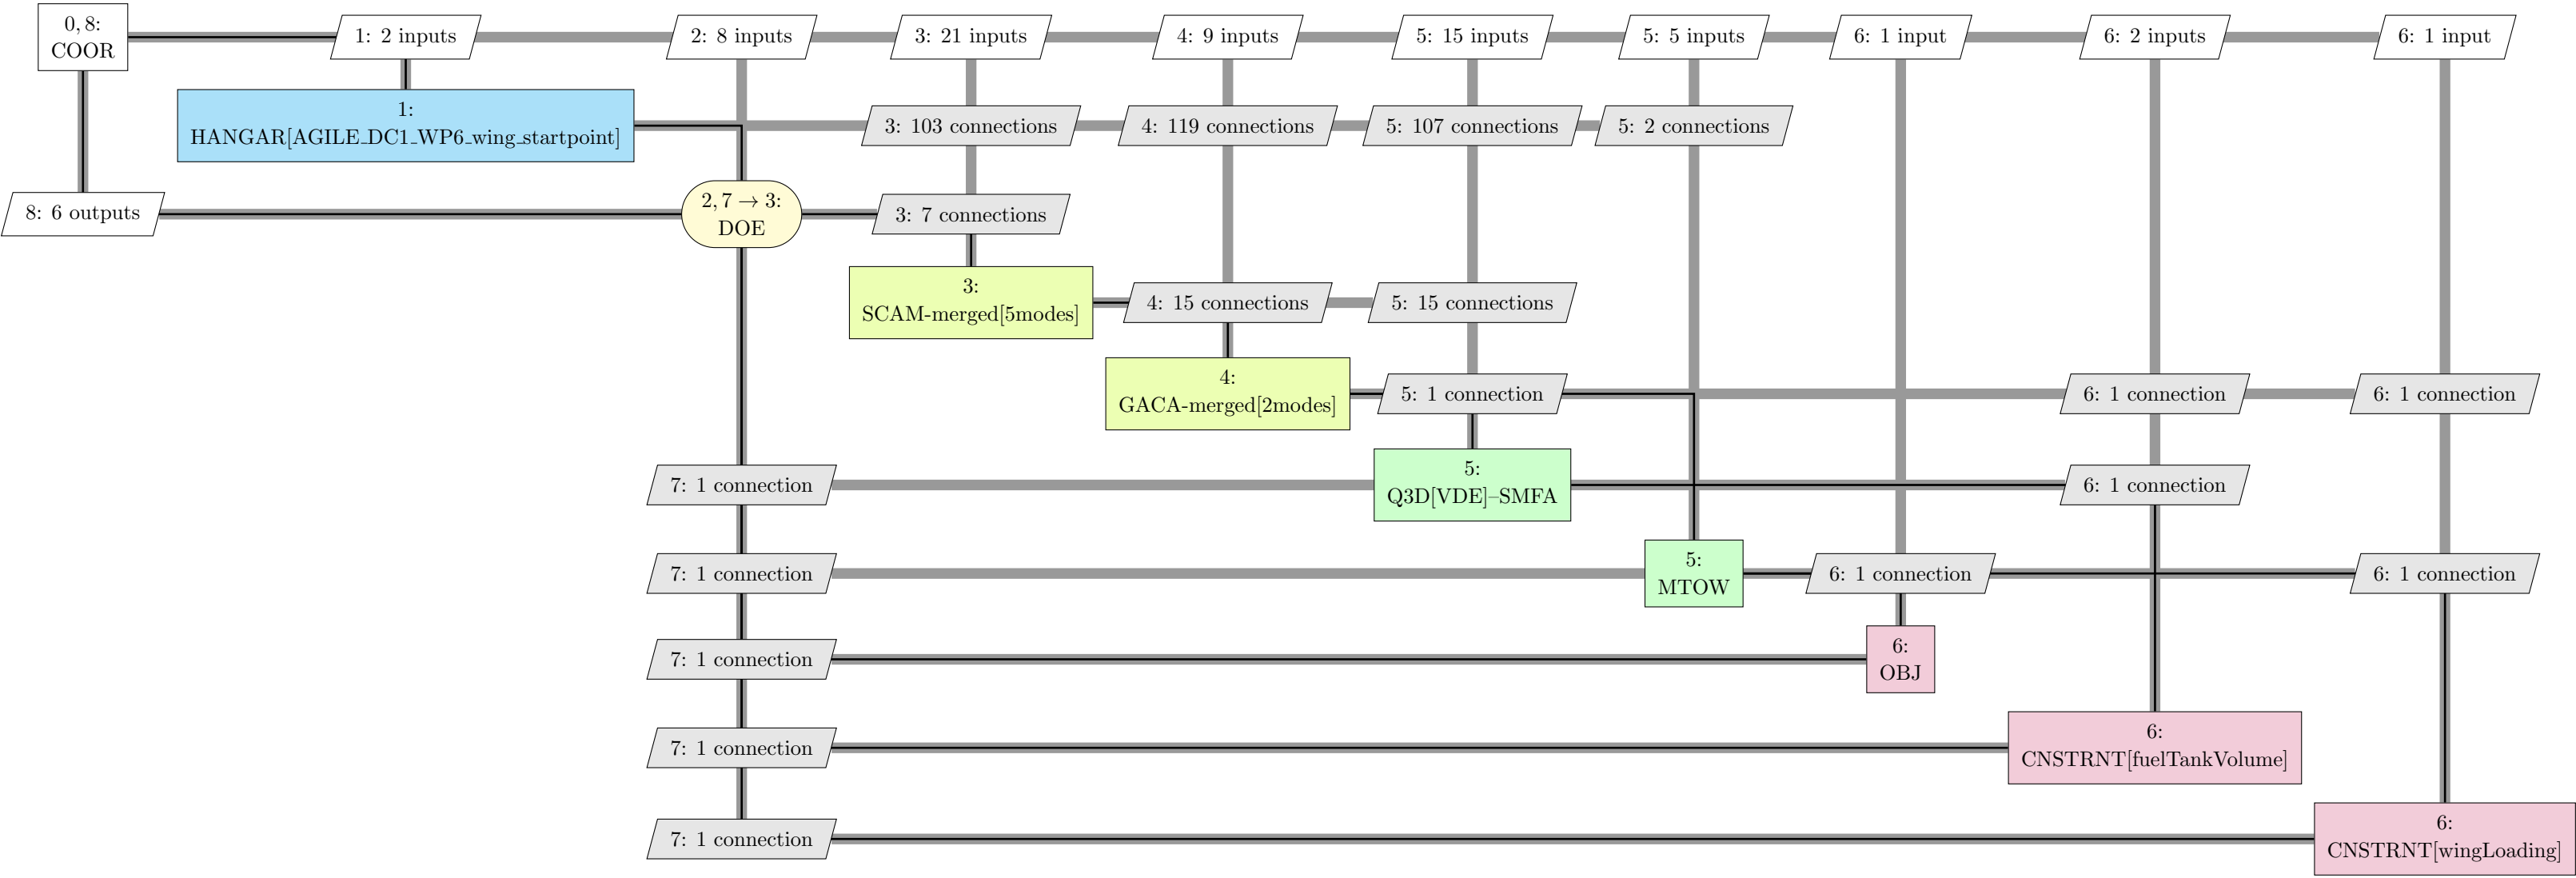 0, 8:
COOR
1: 2 inputs
2: 8 inputs
3: 21 inputs
4: 9 inputs
5: 15 inputs
5: 5 inputs
6: 1 input
6: 2 inputs
6: 1 input
1:
HANGAR[AGILE_DC1_WP6_wing_startpoint]
3: 103 connections
4: 119 connections
5: 107 connections
5: 2 connections
8: 6 outputs
2, 7 → 3:
DOE
3: 7 connections
3:
SCAM-merged[5modes]
4: 15 connections
5: 15 connections
4:
GACA-merged[2modes]
5: 1 connection
6: 1 connection
6: 1 connection
7: 1 connection
5:
Q3D[VDE]–SMFA
6: 1 connection
7: 1 connection
5:
MTOW
6: 1 connection
6: 1 connection
7: 1 connection
6:
OBJ
7: 1 connection
6:
CNSTRNT[fuelTankVolume]
7: 1 connection
6:
CNSTRNT[wingLoading]